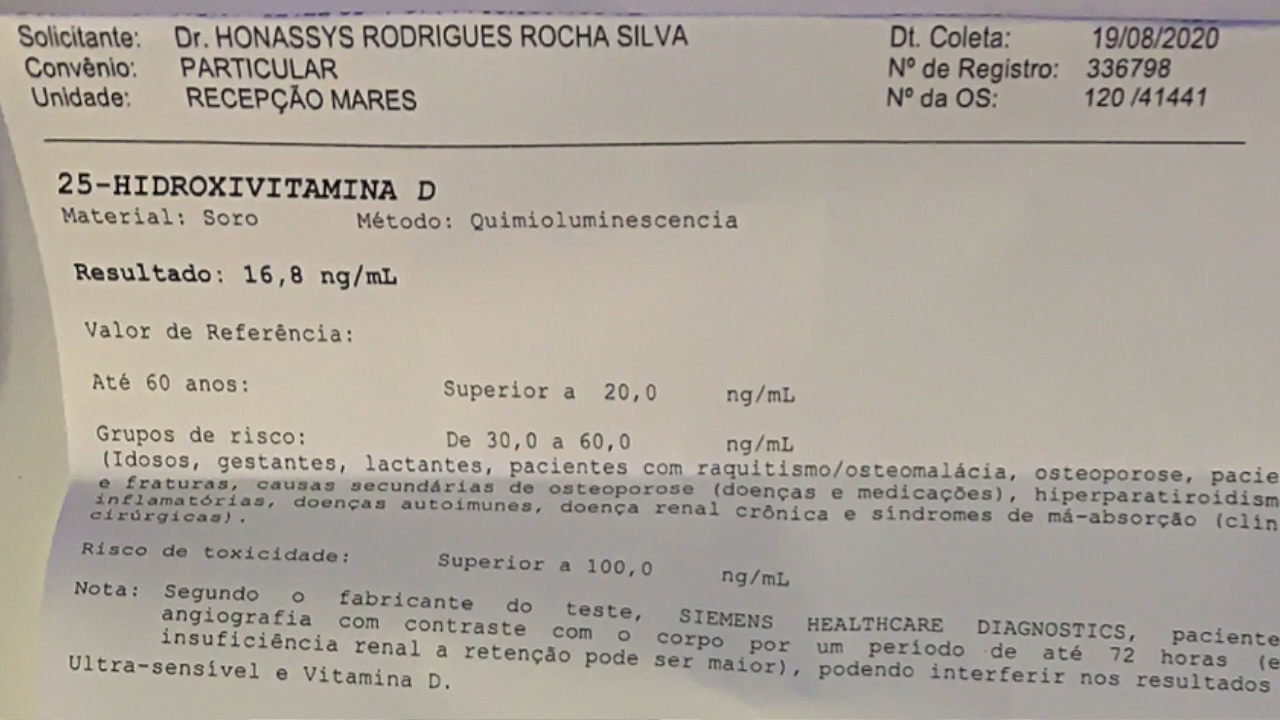 Solicitante: Dr. HONASSYS RODRIGUES ROCHA SILVA Dt. Coleta: 19/08/2020
Convênio: PARTICULAR Nº de Registro: 336798
Unidade: RECEPÇÃO MARES Nº da OS: 120 /41441
25-HIDROXIVITAMINA D
Material: Soro Método: Quimioluminescencia
Resultado: 16,8 ng/mL
Valor de Referência:
Até 60 anos: Superior a 20,0 ng/mL
Grupos de risco: De 30,0 a 60,0 ng/mL
(Idosos, gestantes, lactantes, pacientes com raquitismo/osteomalácia, osteoporose, pacie
e fraturas, causas secundárias de osteoporose (doenças e medicações), hiperparatiroidism
inflamatórias, doenças autoimunes, doença renal crônica e síndromes de má-absorção (clín
cirúrgicas).
Risco de toxicidade: Superior a 100,0 ng/mL
Nota: Segundo o fabricante do teste, SIEMENS HEALTHCARE DIAGNOSTICS, paciente
angiografia com contraste com o corpo por um período de até 72 horas (e
insuficiência renal a retenção pode ser maior), podendo interferir nos resultados
Ultra-sensível e Vitamina D.